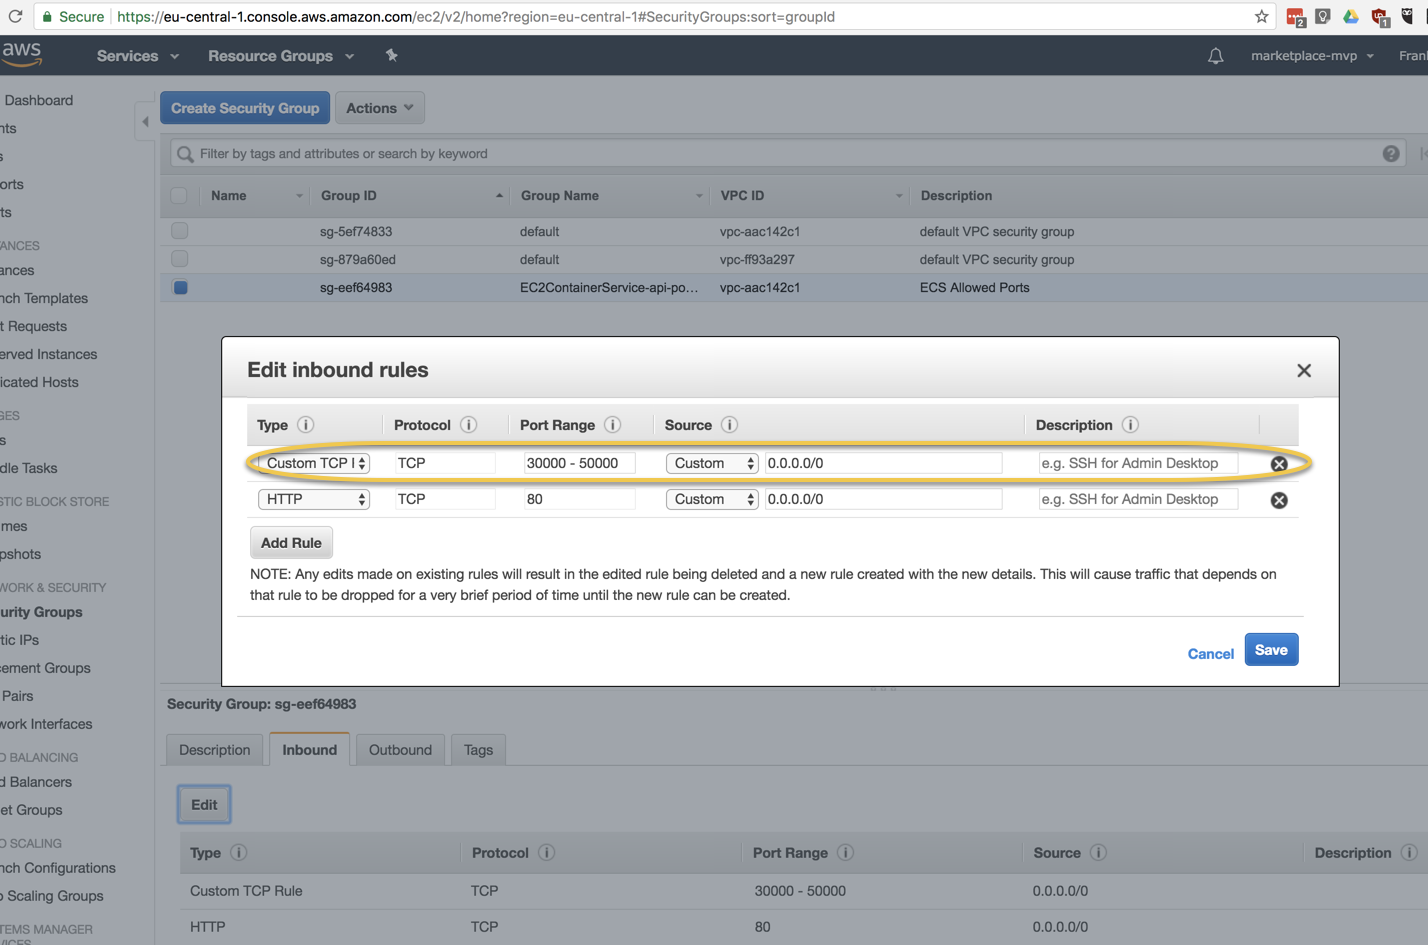 Secure https://eu-central-1.console.aws.amazon.com/ec2/v2/home?region=eu-central-1#SecurityGroups:sort=groupId 2 1
aws Services Resource Groups marketplace-mvp Frank
Dashboard
nts
s
orts
ts
ANCES
ances
nch Templates
t Requests
erved Instances
icated Hosts
GES
s
dle Tasks
STIC BLOCK STORE
mes
pshots
WORK & SECURITY
urity Groups
tic IPs
cement Groups
Pairs
work Interfaces
D BALANCING
d Balancers
et Groups
O SCALING
nch Configurations
o Scaling Groups
TEMS MANAGER
VICES
Create Security Group Actions
Filter by tags and attributes or search by keyword
Name Group ID Group Name VPC ID Description
sg-5ef74833 default vpc-aac142c1 default VPC security group
sg-879a60ed default vpc-ff93a297 default VPC security group
sg-eef64983 EC2ContainerService-api-po... vpc-aac142c1 ECS Allowed Ports
Edit inbound rules
Type Protocol Port Range Source Description
Custom TCP TCP 30000 - 50000 Custom 0.0.0.0/0 e.g. SSH for Admin Desktop
HTTP TCP 80 Custom 0.0.0.0/0 e.g. SSH for Admin Desktop
Add Rule
NOTE: Any edits made on existing rules will result in the edited rule being deleted and a new rule created with the new details. This will cause traffic that depends on
that rule to be dropped for a very brief period of time until the new rule can be created.
Cancel Save
Security Group: sg-eef64983
Description Inbound Outbound Tags
Edit
Type Protocol Port Range Source Description
Custom TCP Rule TCP 30000 - 50000 0.0.0.0/0
HTTP TCP 80 0.0.0.0/0